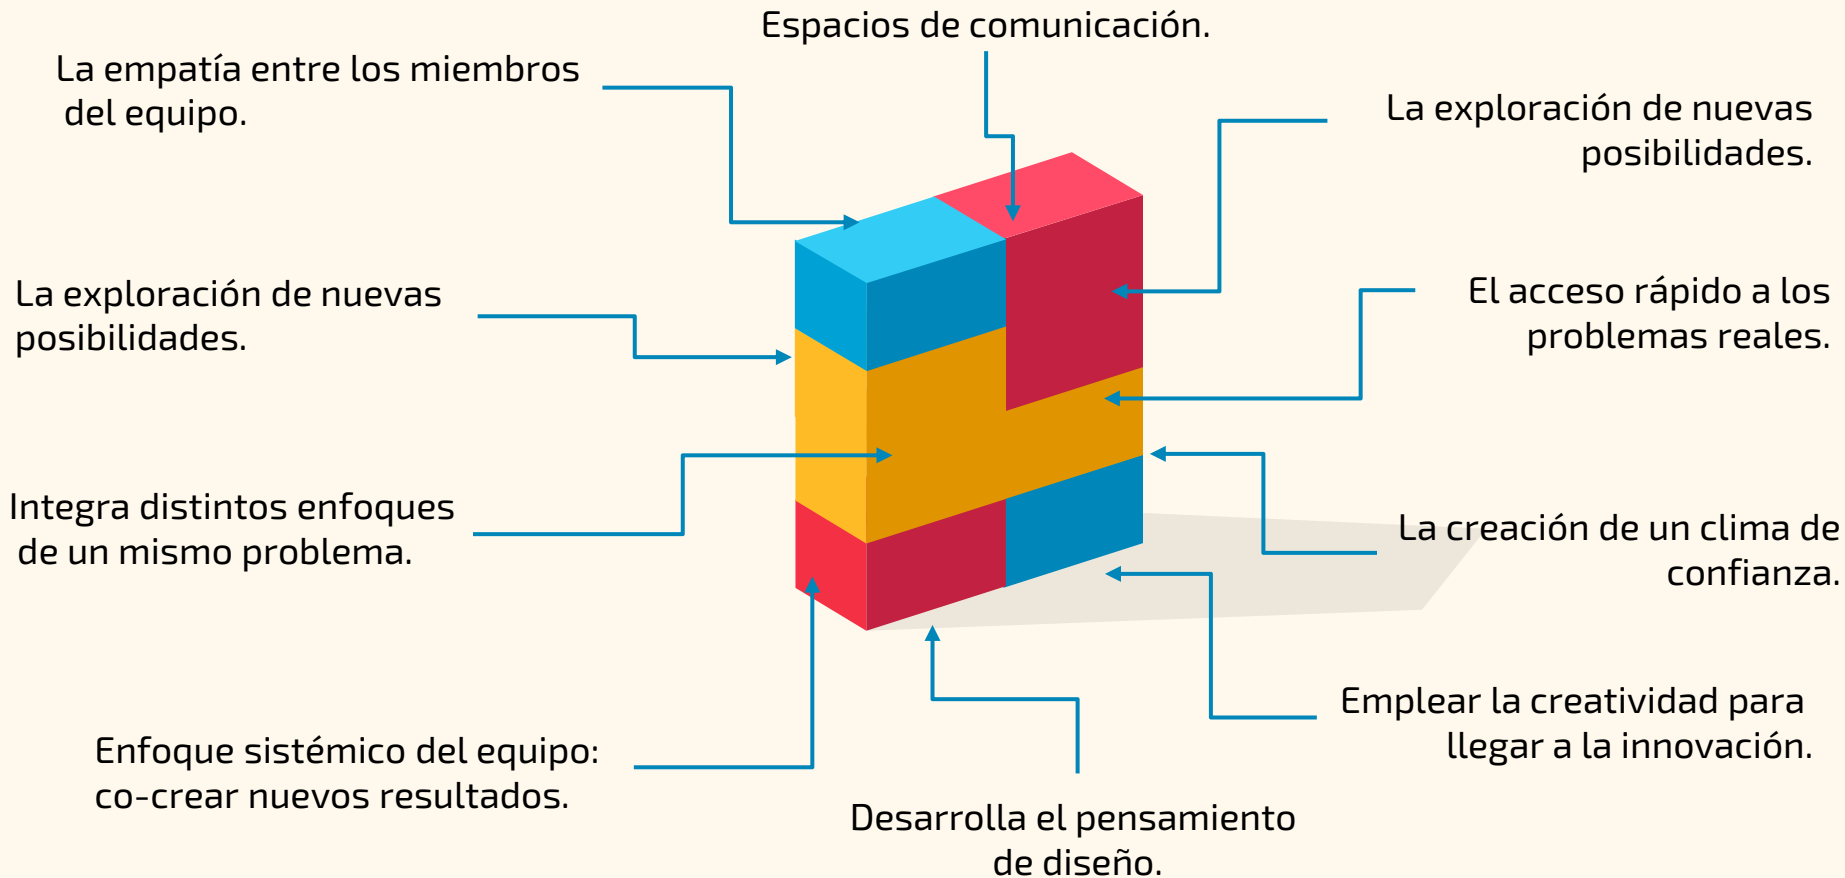 Espacios de comunicación.
La empatía entre los miembros
del equipo.
La exploración de nuevas
posibilidades.
La exploración de nuevas
posibilidades.
El acceso rápido a los
problemas reales.
Integra distintos enfoques
de un mismo problema.
La creación de un clima de
confianza.
Emplear la creatividad para
llegar a la innovación.
Enfoque sistémico del equipo:
co-crear nuevos resultados.
Desarrolla el pensamiento
de diseño.